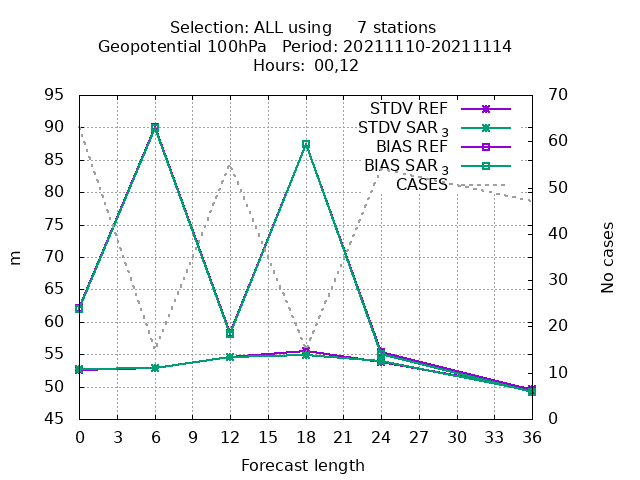 Selection: ALL using 7 stations
Geopotential 100hPa Period: 20211110-20211114
Hours: 00,12
STDV REF
STDV SAR 3
BIAS REF
BIAS SAR 3
CASES
95
90
85
80
75
70
65
60
55
50
45
m
70
60
50
40
30
20
10
0
No cases
0 3 6 9 12 15 18 21 24 27 30 33 36
Forecast length